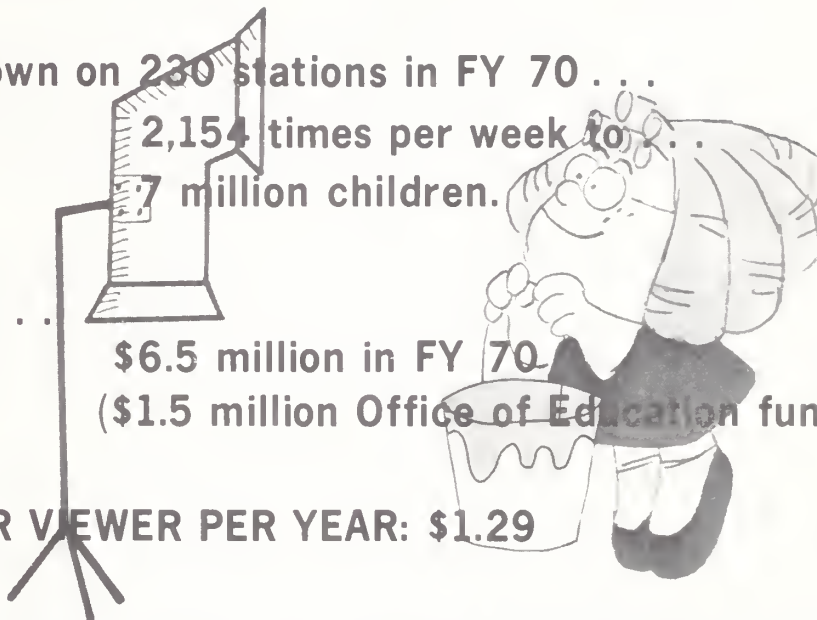 own on 230 stations in FY 70 . . .
2,154 times per week to . . .
7 million children.
. .
$6.5 million in FY 70
($1.5 million Office of Education fun
R VIEWER PER YEAR: $1.29